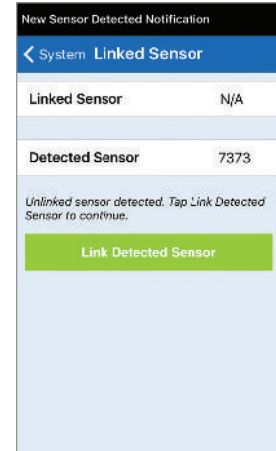 New Sensor Detected Notification
System Linked Sensor
Linked Sensor N/A
Detected Sensor 7373
Unlinked sensor detected. Tap Link Detected
Sensor to continue.
Link Detected Sensor